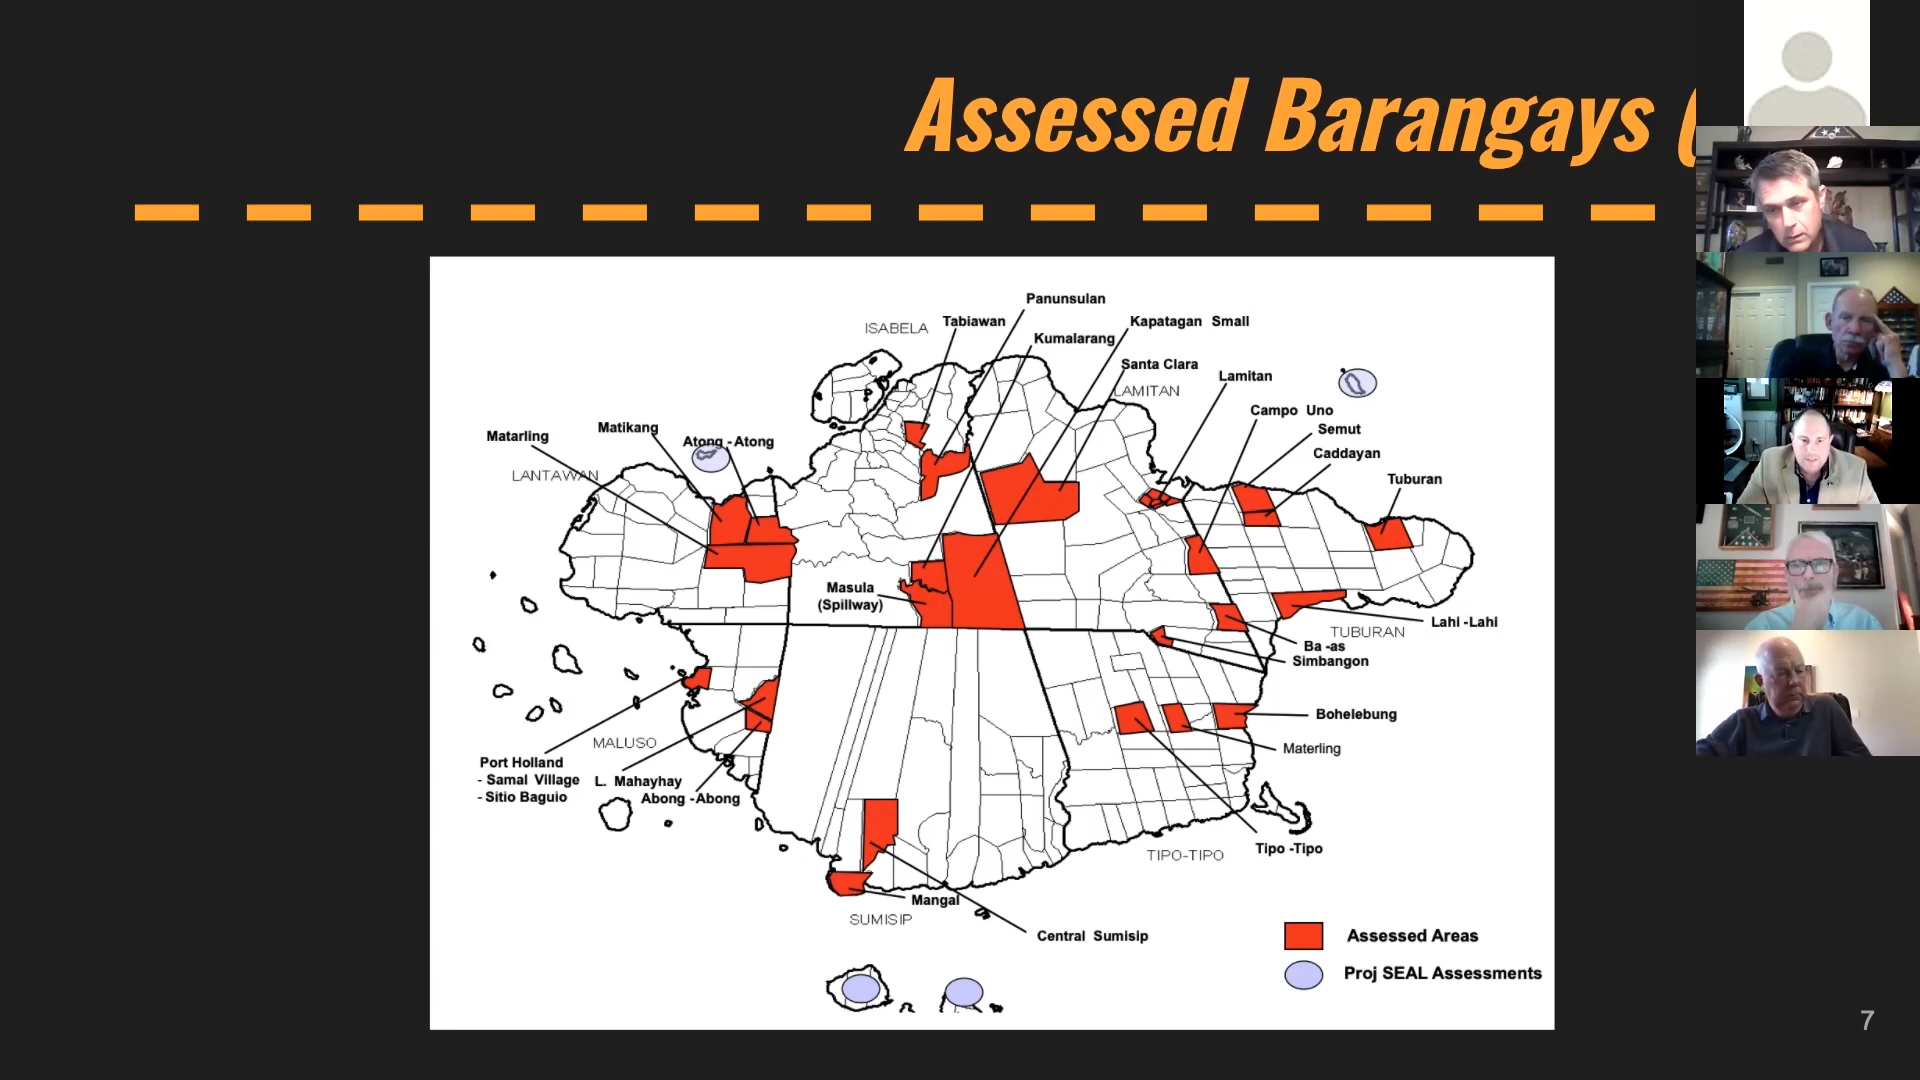 Assessed Barangays (
Panunsulan
ISABELA
Tabiawan
Kapatagan Small
Kumalarang
Santa Clara
Lamitan
AMITAN
Campo Uno
Semut
Matikang
Matarling
Atong -Atong
Caddayan
LANTAWAN
Tuburan
Masula
(Spillway)
Lahi -Lahi
TUBURAN
Ba -as
Simbangon
Bohelebung
MALUSO
Materling
Port Holland
- Samal Village
- Sitio Baguio
L. Mahayhay
Abong -Abong
Tipo -Tipo
TIPO-TIPO
Mangal
SUMISIP
Central Sumisip
Assessed Areas
Proj SEAL Assessments
7